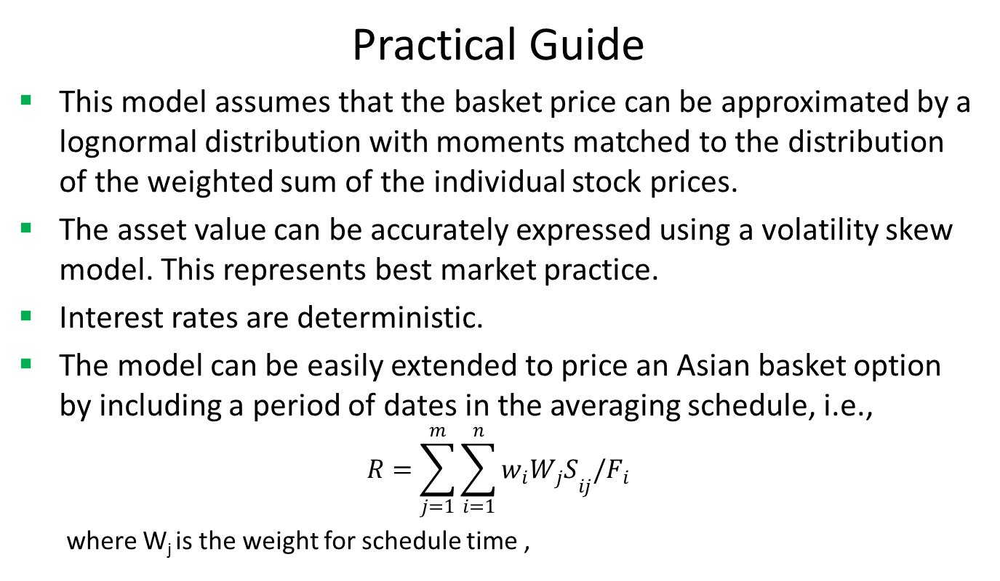 Practical Guide
▪ This model assumes that the basket price can be approximated by a
lognormal distribution with moments matched to the distribution
of the weighted sum of the individual stock prices.
▪ The asset value can be accurately expressed using a volatility skew
model. This represents best market practice.
▪ Interest rates are deterministic.
▪ The model can be easily extended to price an Asian basket option
by including a period of dates in the averaging schedule, i.e.,
R = ∑_{j=1}^{m} ∑_{i=1}^{n} w_i W_j S_{ij} / F_i
where W_j is the weight for schedule time ,